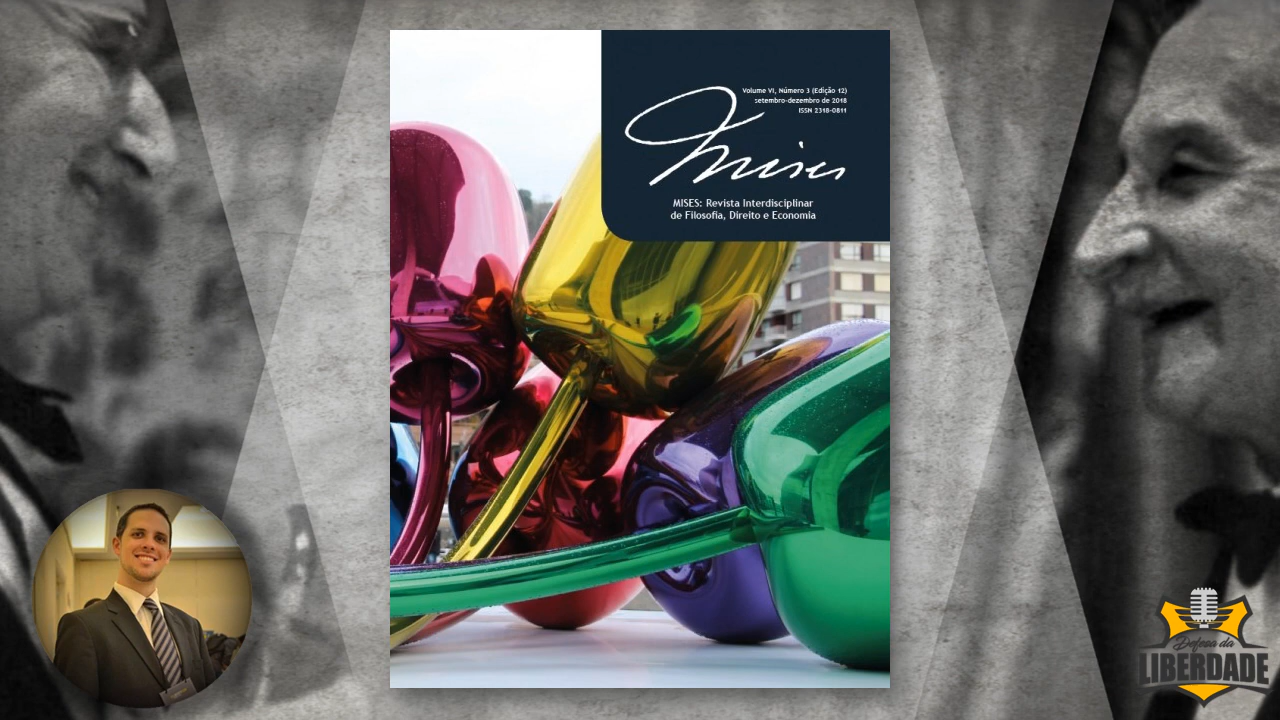 Volume VI, Número 3 (Edição 12)
setembro-dezembro de 2018
ISSN 2318-0811
Mises
MISES: Revista Interdisciplinar
de Filosofia, Direito e Economia
Defesa da
LIBERDADE